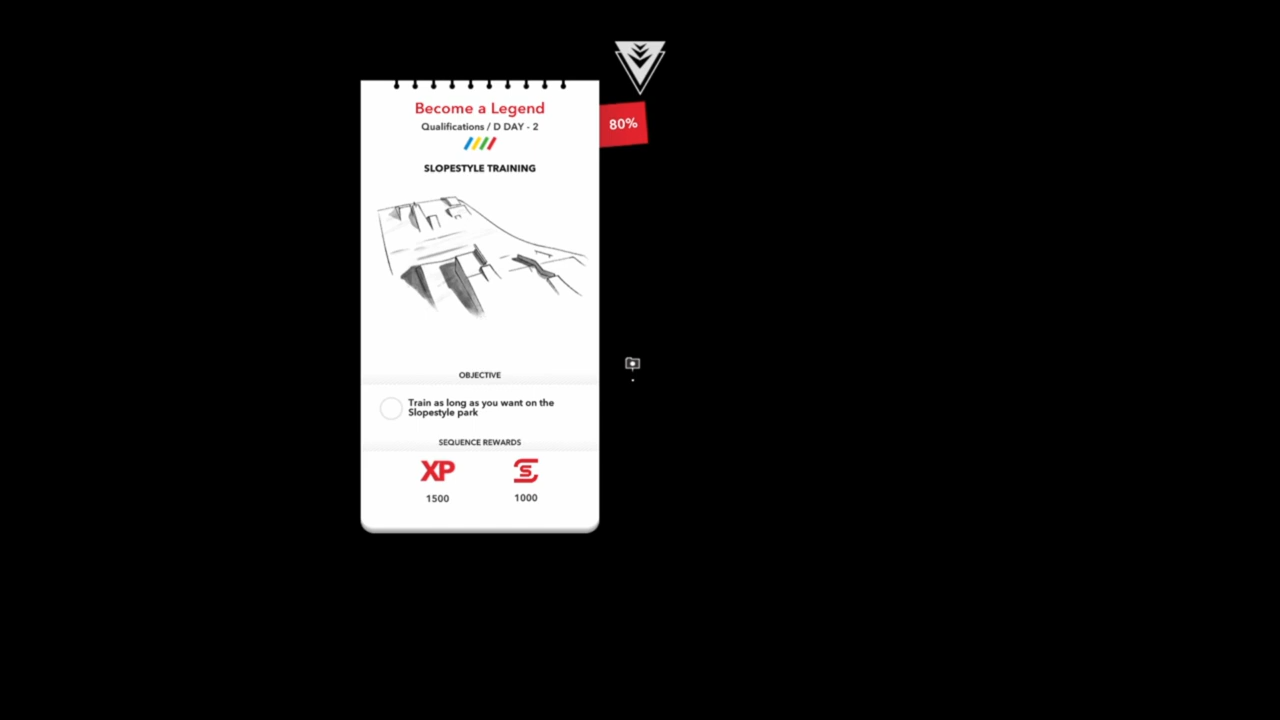 Become a Legend
80%
Qualifications / D DAY - 2
SLOPESTYLE TRAINING
OBJECTIVE
Train as long as you want on the
Slopestyle park
SEQUENCE REWARDS
XP S
1500 1000